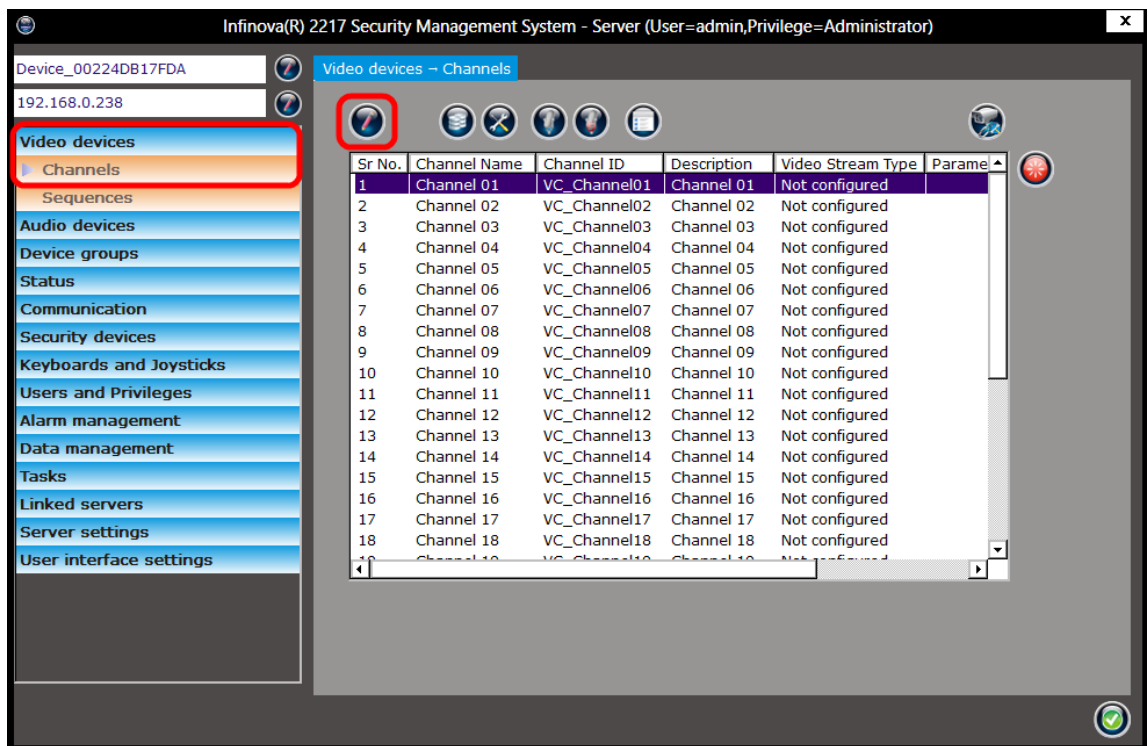 Infinova(R) 2217 Security Management System - Server (User=admin,Privilege=Administrator)
x
Device_00224DB17FDA
192.168.0.238
Video devices
Channels
Sequences
Audio devices
Device groups
Status
Communication
Security devices
Keyboards and Joysticks
Users and Privileges
Alarm management
Data management
Tasks
Linked servers
Server settings
User interface settings
Video devices – Channels
Sr No. Channel Name Channel ID Description Video Stream Type Parame
1 Channel 01 VC_Channel01 Channel 01 Not configured
2 Channel 02 VC_Channel02 Channel 02 Not configured
3 Channel 03 VC_Channel03 Channel 03 Not configured
4 Channel 04 VC_Channel04 Channel 04 Not configured
5 Channel 05 VC_Channel05 Channel 05 Not configured
6 Channel 06 VC_Channel06 Channel 06 Not configured
7 Channel 07 VC_Channel07 Channel 07 Not configured
8 Channel 08 VC_Channel08 Channel 08 Not configured
9 Channel 09 VC_Channel09 Channel 09 Not configured
10 Channel 10 VC_Channel10 Channel 10 Not configured
11 Channel 11 VC_Channel11 Channel 11 Not configured
12 Channel 12 VC_Channel12 Channel 12 Not configured
13 Channel 13 VC_Channel13 Channel 13 Not configured
14 Channel 14 VC_Channel14 Channel 14 Not configured
15 Channel 15 VC_Channel15 Channel 15 Not configured
16 Channel 16 VC_Channel16 Channel 16 Not configured
17 Channel 17 VC_Channel17 Channel 17 Not configured
18 Channel 18 VC_Channel18 Channel 18 Not configured